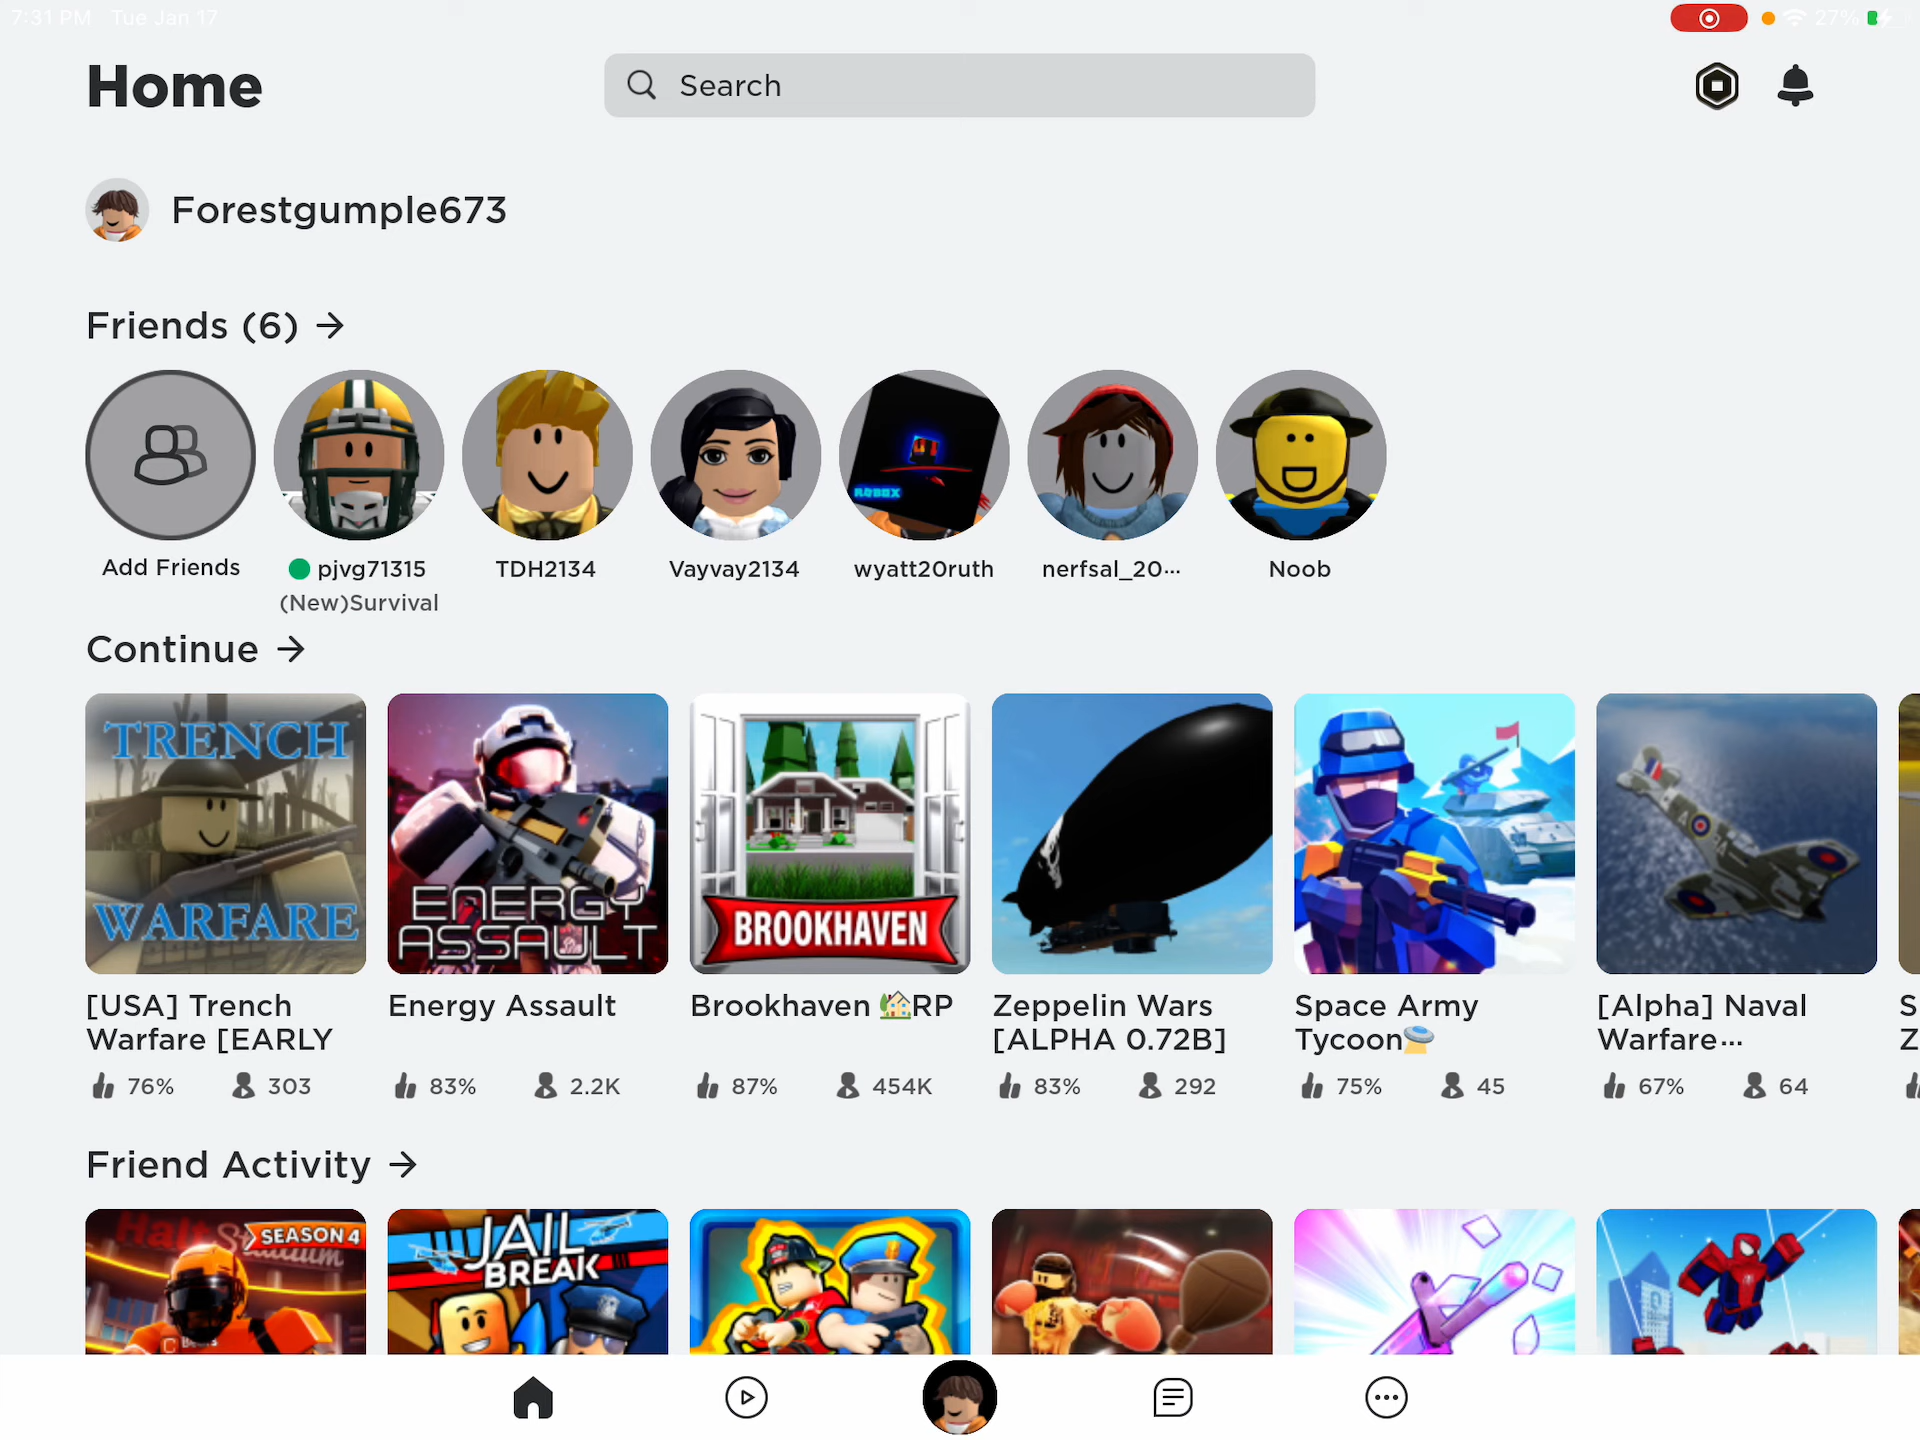 7:31 PM Tue Jan 17
27%
Home
Search
Forestgumple673
Friends (6) →
Add Friends
pjvg71315
TDH2134
Vayvay2134
wyatt20ruth
nerfsal_20...
Noob
(New)Survival
ROBOX
Continue →
TRENCH
WARFARE
ENERGY
ASSAULT
BROOKHAVEN
[USA] Trench
Warfare [EARLY
Energy Assault
Brookhaven 🏡RP
Zeppelin Wars
[ALPHA 0.72B]
Space Army
Tycoon🛸
[Alpha] Naval
Warfare...
S
Z
76% 303
83% 2.2K
87% 454K
83% 292
75% 45
67% 64
Friend Activity →
SEASON 4
Stadium
JAIL
BREAK